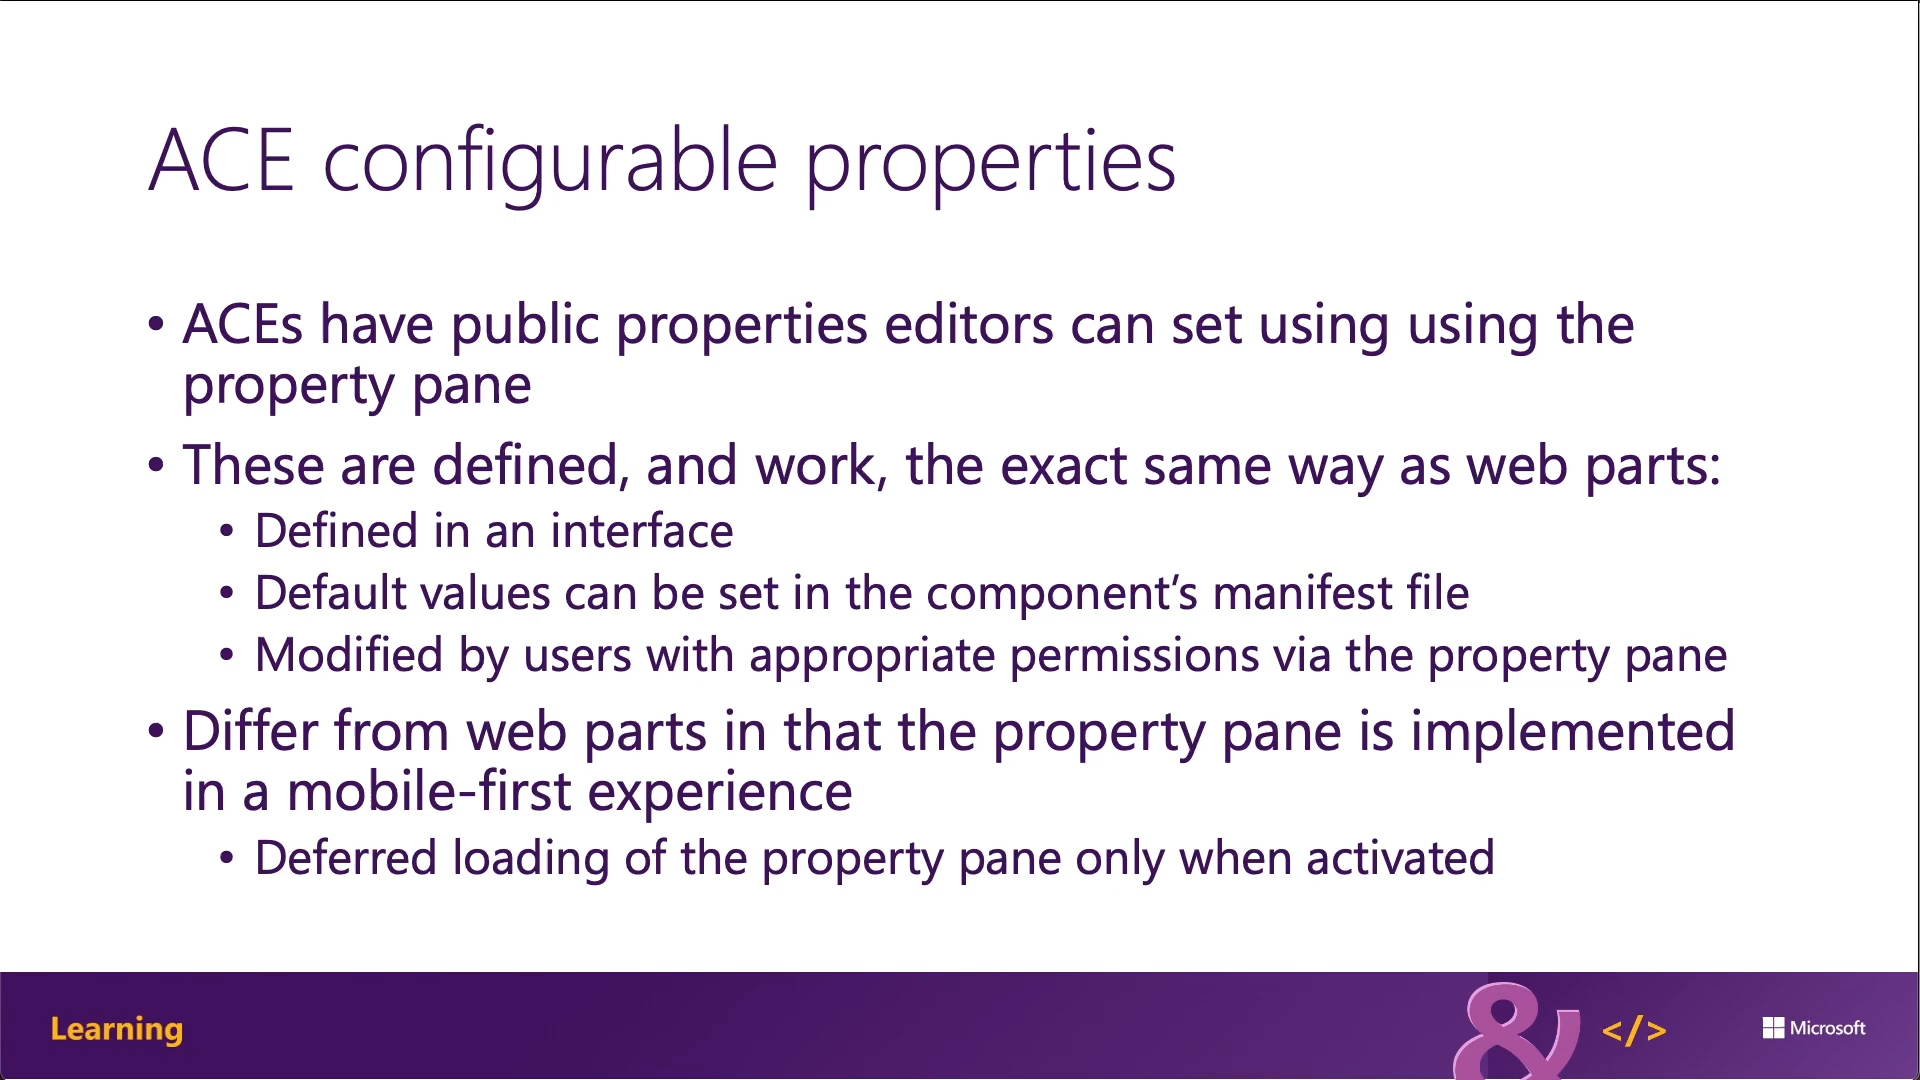 ACE configurable properties
• ACEs have public properties editors can set using using the
property pane
• These are defined, and work, the exact same way as web parts:
• Defined in an interface
• Default values can be set in the component’s manifest file
• Modified by users with appropriate permissions via the property pane
• Differ from web parts in that the property pane is implemented
in a mobile-first experience
• Deferred loading of the property pane only when activated
Learning
& </>
Microsoft